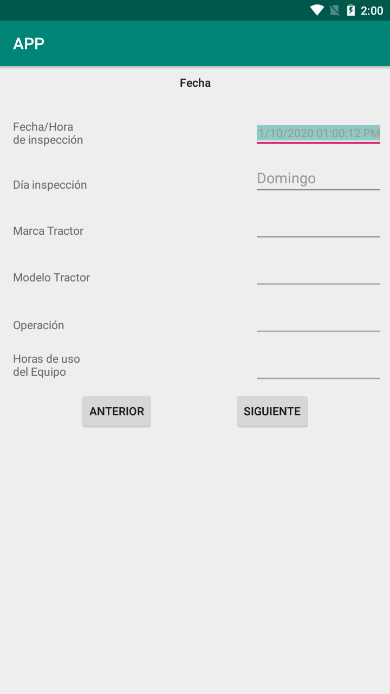 2:00
APP
Fecha
Fecha/Hora
de inspección
1/10/2020 01:00:12 PM
Día inspección
Domingo
Marca Tractor
Modelo Tractor
Operación
Horas de uso
del Equipo
ANTERIOR
SIGUIENTE